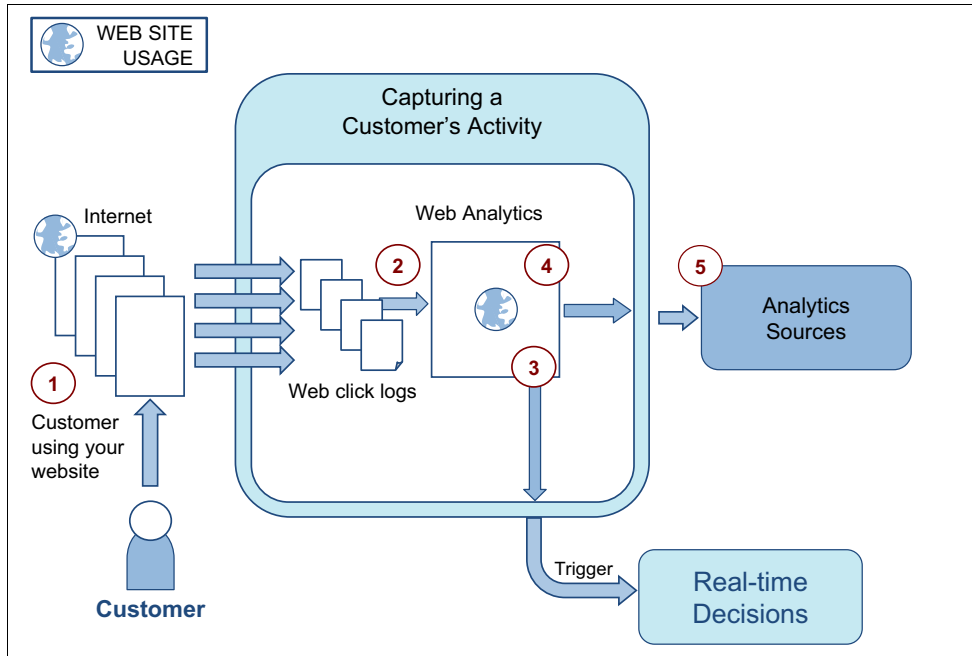 WEB SITE
USAGE
Capturing a
Customer’s Activity
Internet
Web Analytics
2
4
5
Analytics
Sources
1
3
Web click logs
Customer
using your
website
Trigger
Real-time
Decisions
Customer